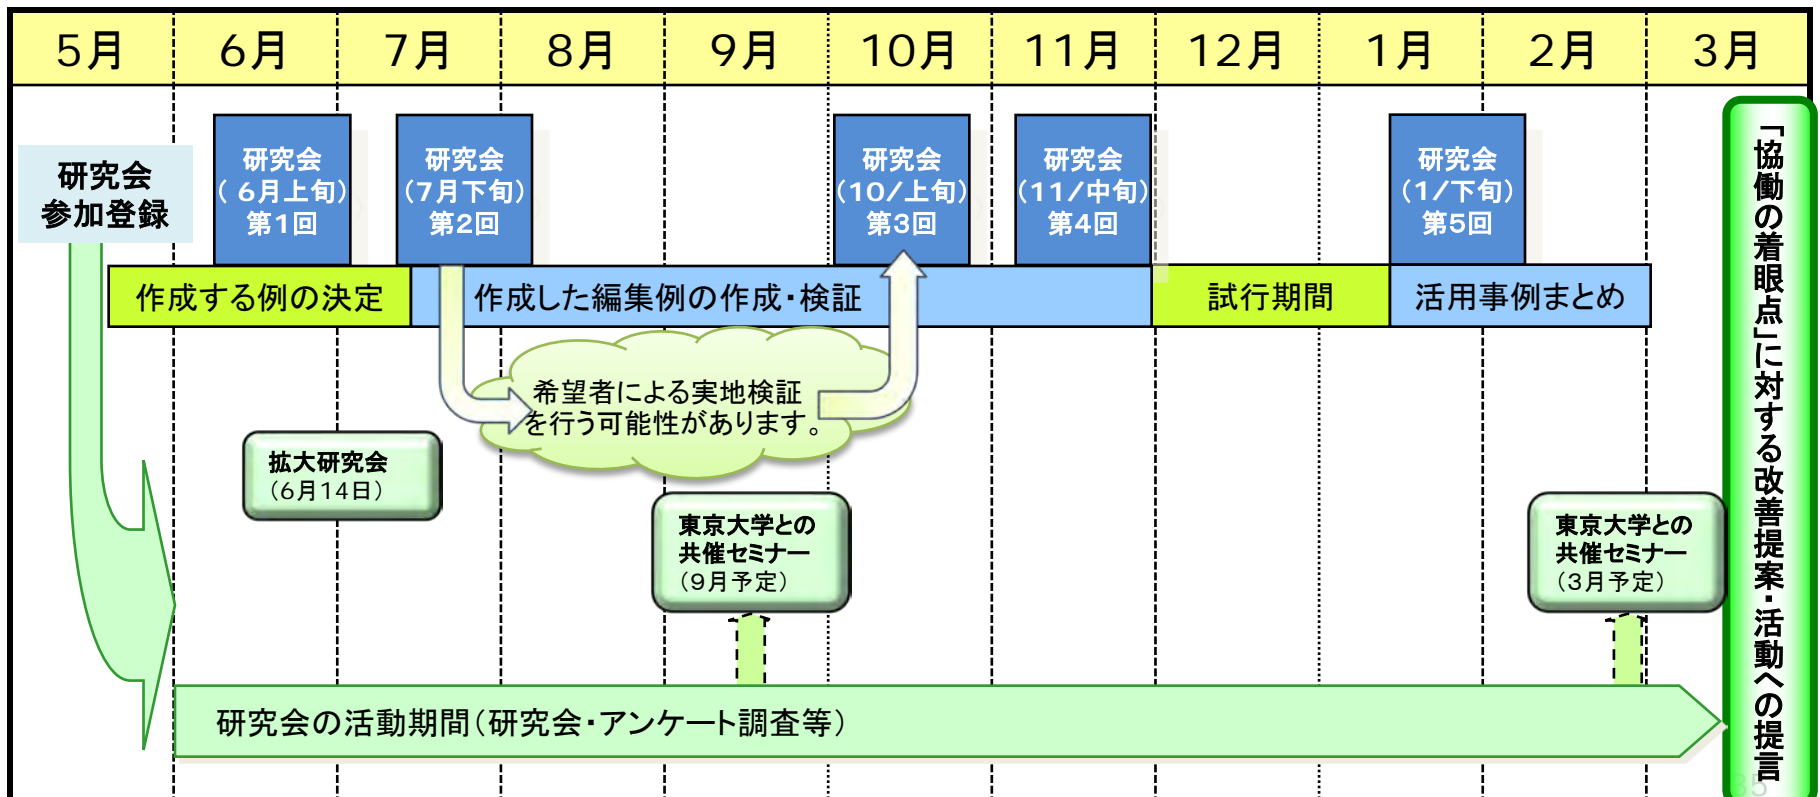 5月
6月
7月
8月
9月
10月
11月
12月
1月
2月
3月
研究会
参加登録
研究会
(6月上旬)
第1回
研究会
(7月下旬)
第2回
研究会
(10/上旬)
第3回
研究会
(11/中旬)
第4回
研究会
(1/下旬)
第5回
作成する例の決定
作成した編集例の作成・検証
試行期間
活用事例まとめ
希望者による実地検証
を行う可能性があります。
拡大研究会
(6月14日)
東京大学との
共催セミナー
(9月予定)
東京大学との
共催セミナー
(3月予定)
研究会の活動期間(研究会・アンケート調査等)
「協働の着眼点」に対する改善提案・活動への提言
35